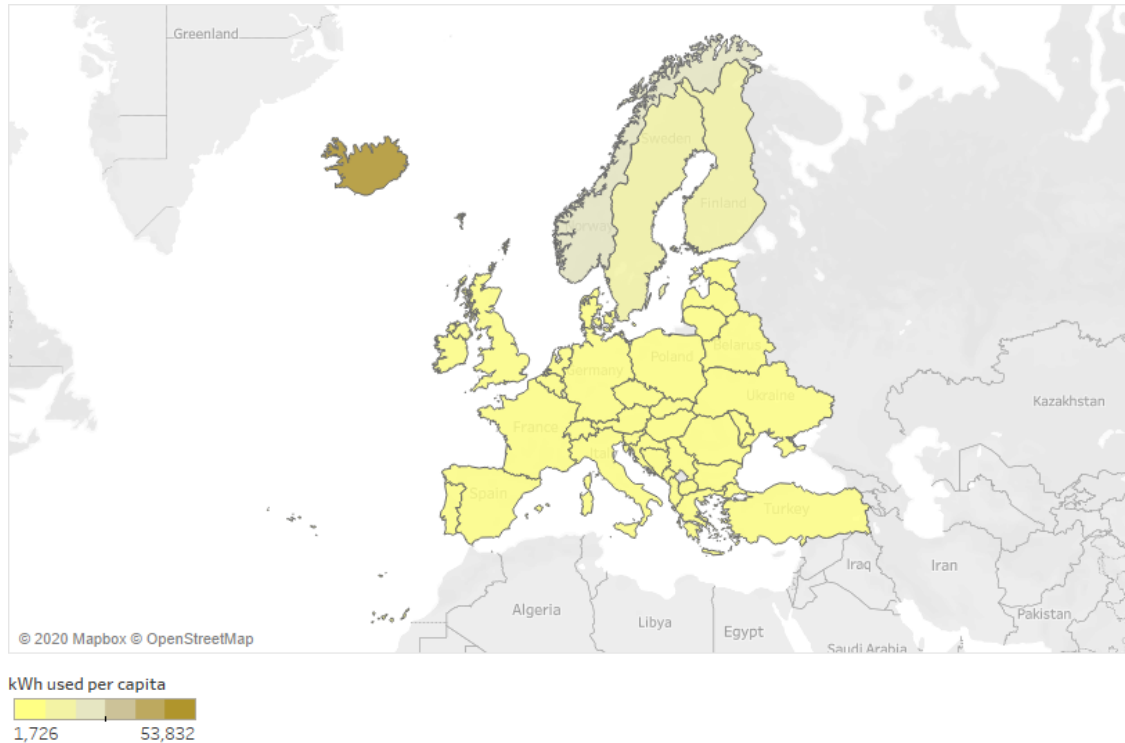 Greenland
Sweden
Finland
Norway
Belarus
Poland
Germany
Ukraine
Kazakhstan
France
Italy
Spain
Turkey
Iraq
Iran
Algeria
Libya
Egypt
Pakistan
Saudi Arabia
© 2020 Mapbox © OpenStreetMap
kWh used per capita
1,726 53,832